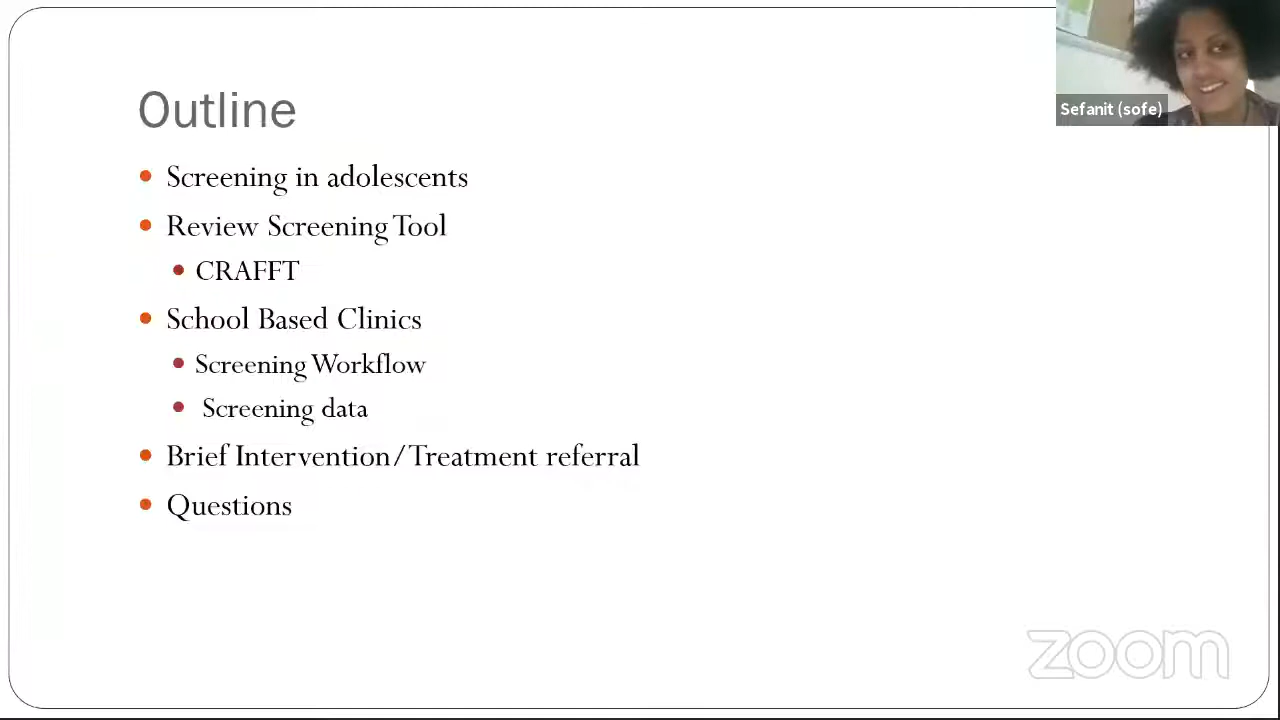 Outline
Sefanit (sofe)
Screening in adolescents
Review Screening Tool
CRAFFT
School Based Clinics
Screening Workflow
Screening data
Brief Intervention/Treatment referral
Questions
zoom